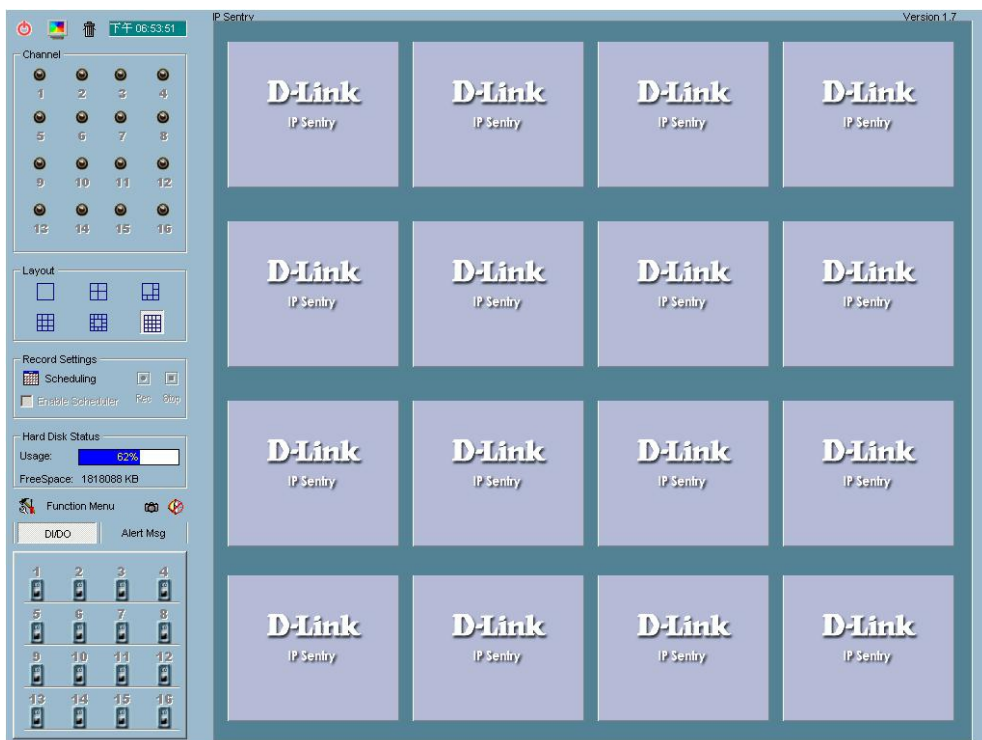 IP Sentry
Version 1.7
下午 06:53:51
Channel
1 2 3 4
5 6 7 8
9 10 11 12
13 14 15 16
Layout
Record Settings
Scheduling
Enable Scheduler Rec Stop
Hard Disk Status
Usage: 62%
FreeSpace: 1818088 KB
Function Menu
DI/DO Alert Msg
1 2 3 4
5 6 7 8
9 10 11 12
13 14 15 16
D-Link D-Link D-Link D-Link
IP Sentry IP Sentry IP Sentry IP Sentry
D-Link D-Link D-Link D-Link
IP Sentry IP Sentry IP Sentry IP Sentry
D-Link D-Link D-Link D-Link
IP Sentry IP Sentry IP Sentry IP Sentry
D-Link D-Link D-Link D-Link
IP Sentry IP Sentry IP Sentry IP Sentry